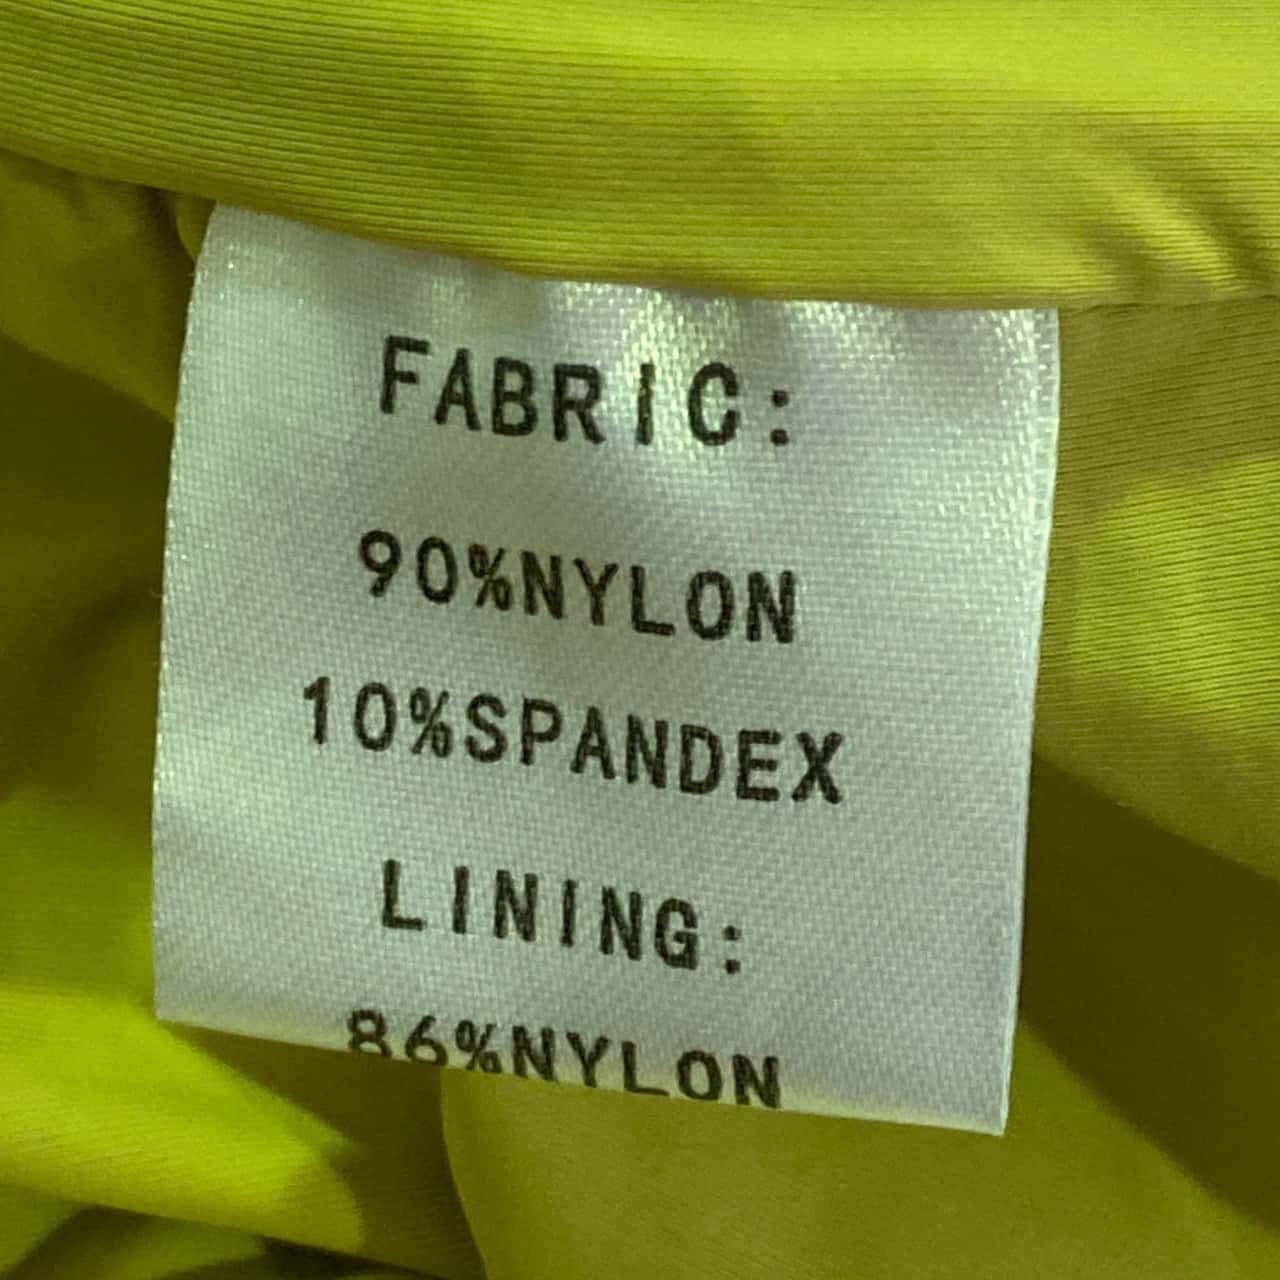 FABRIC:
90%NYLON
10%SPANDEX
LINING:
86%NYLON